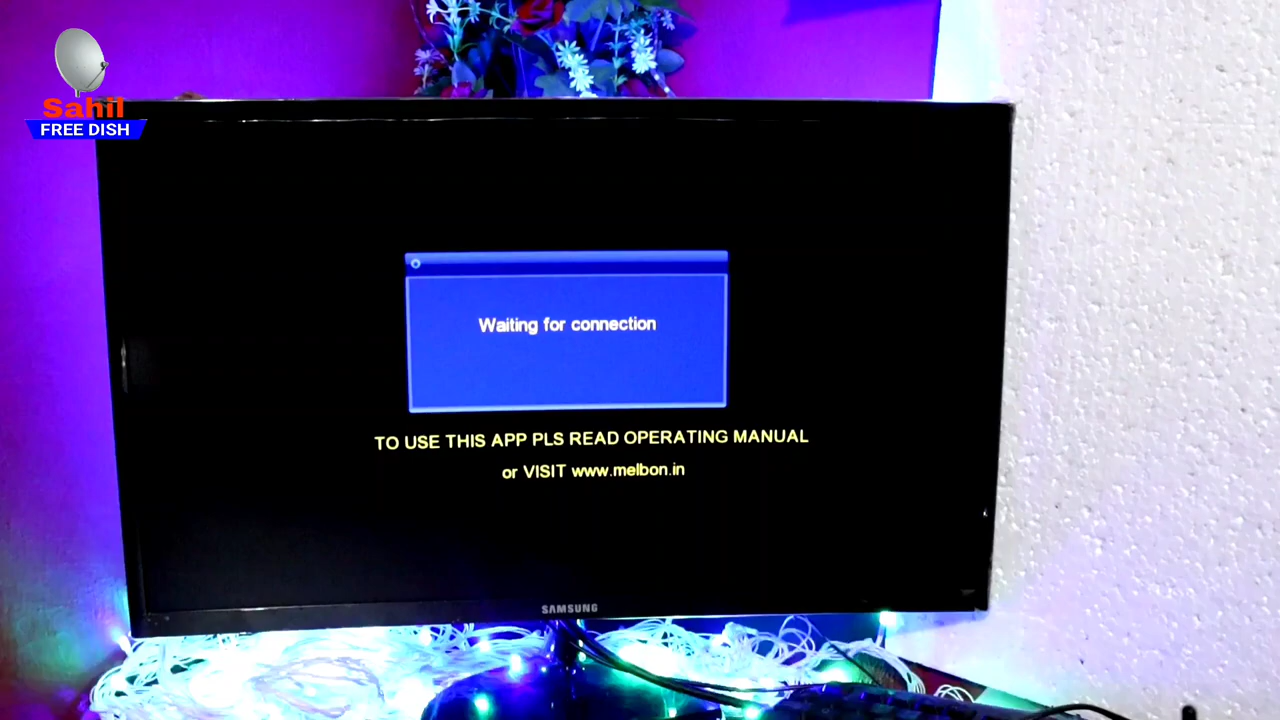 Sahil
FREE DISH
Waiting for connection
TO USE THIS APP PLS READ OPERATING MANUAL
or VISIT www.melbon.in
SAMSUNG